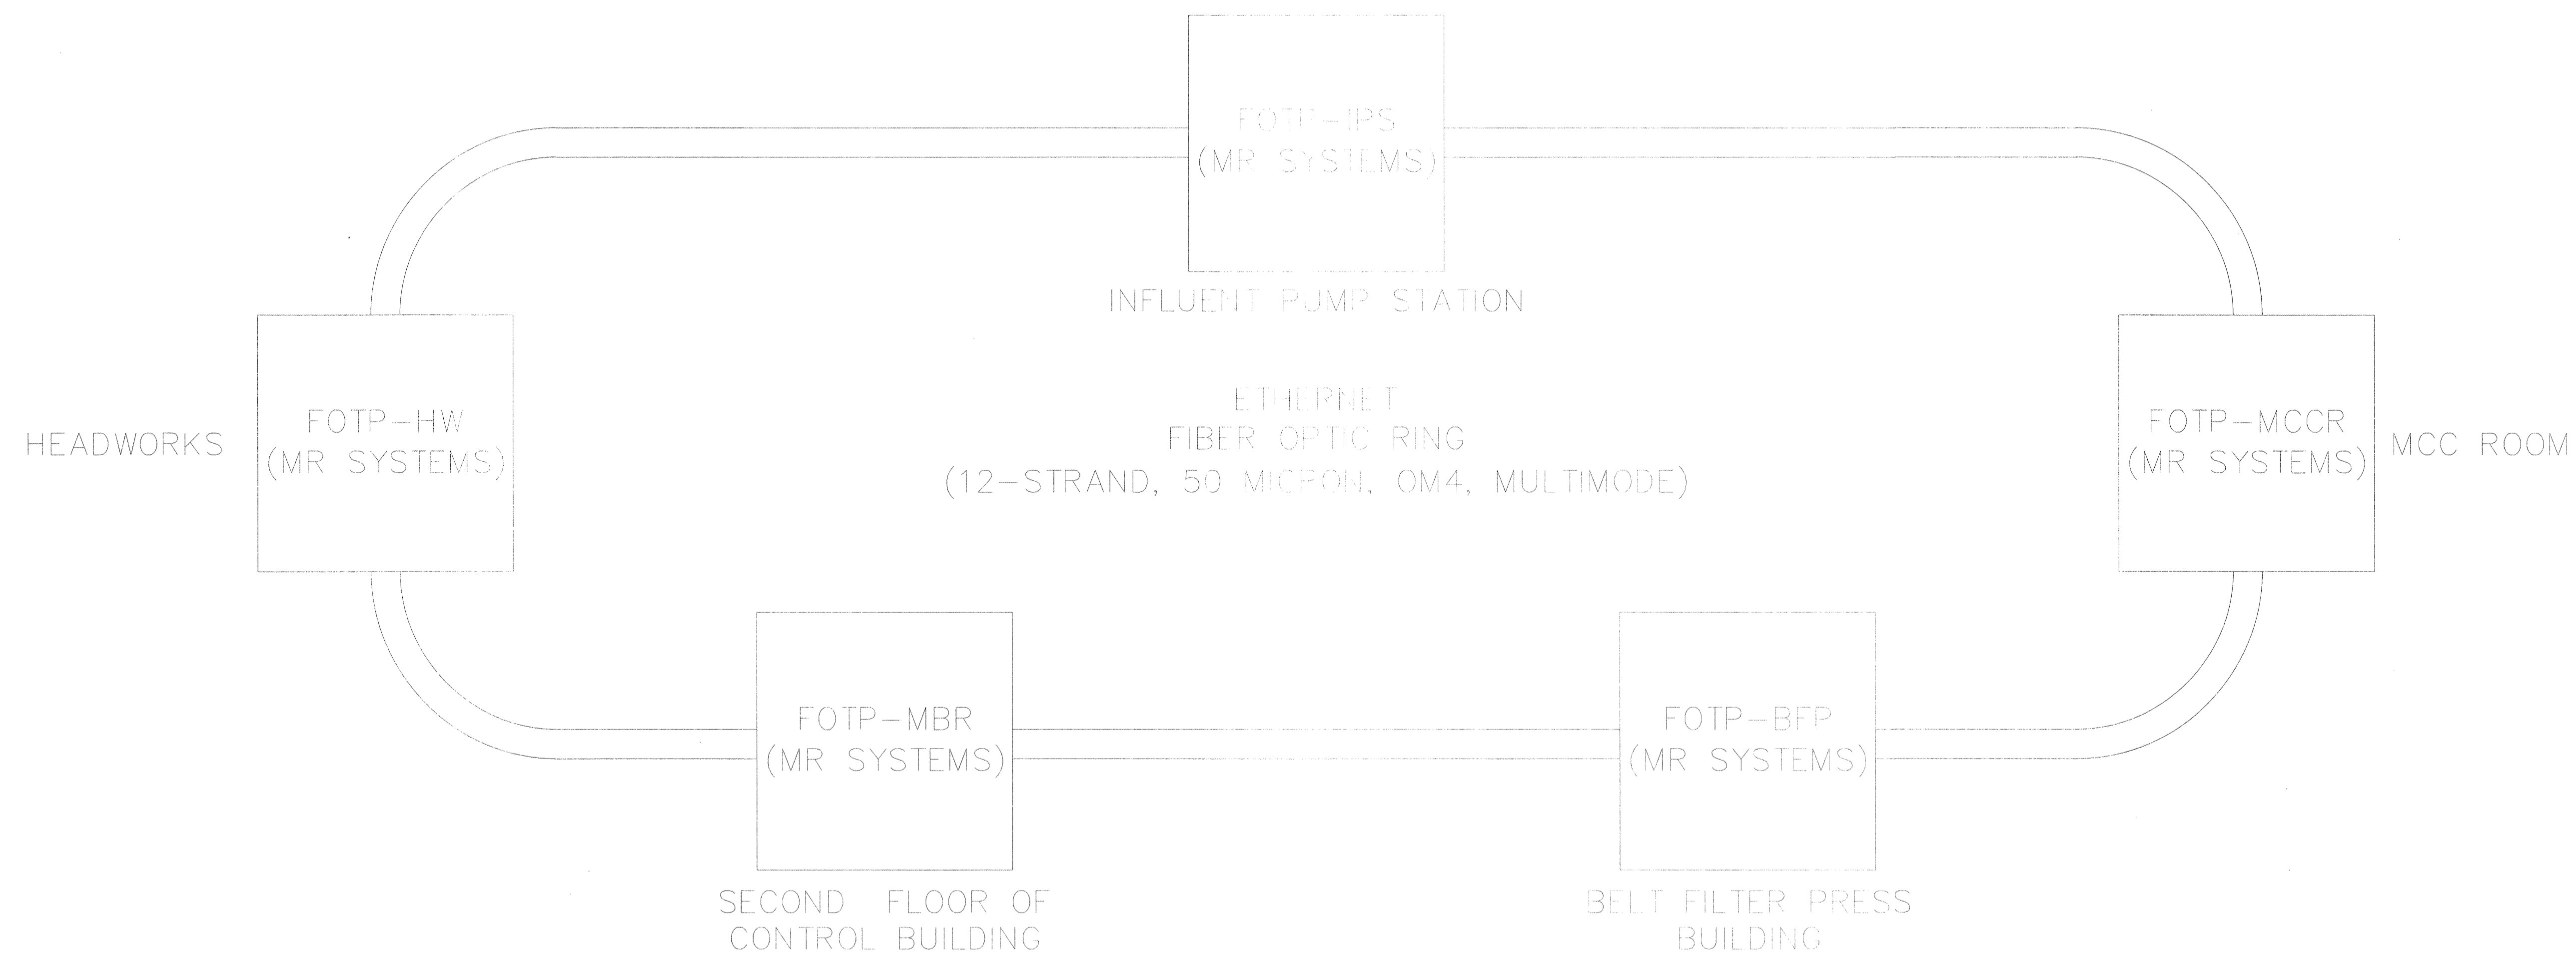 FOTP-IPS
(MR SYSTEMS)
INFLUENT PUMP STATION
HEADWORKS
FOTP-HW
(MR SYSTEMS)
ETHERNET
FIBER OPTIC RING
(12-STRAND, 50 MICRON, OM4, MULTIMODE)
FOTP-MCCR
(MR SYSTEMS)
MCC ROOM
FOTP-MBR
(MR SYSTEMS)
SECOND FLOOR OF
CONTROL BUILDING
FOTP-BFP
(MR SYSTEMS)
BELT FILTER PRESS
BUILDING